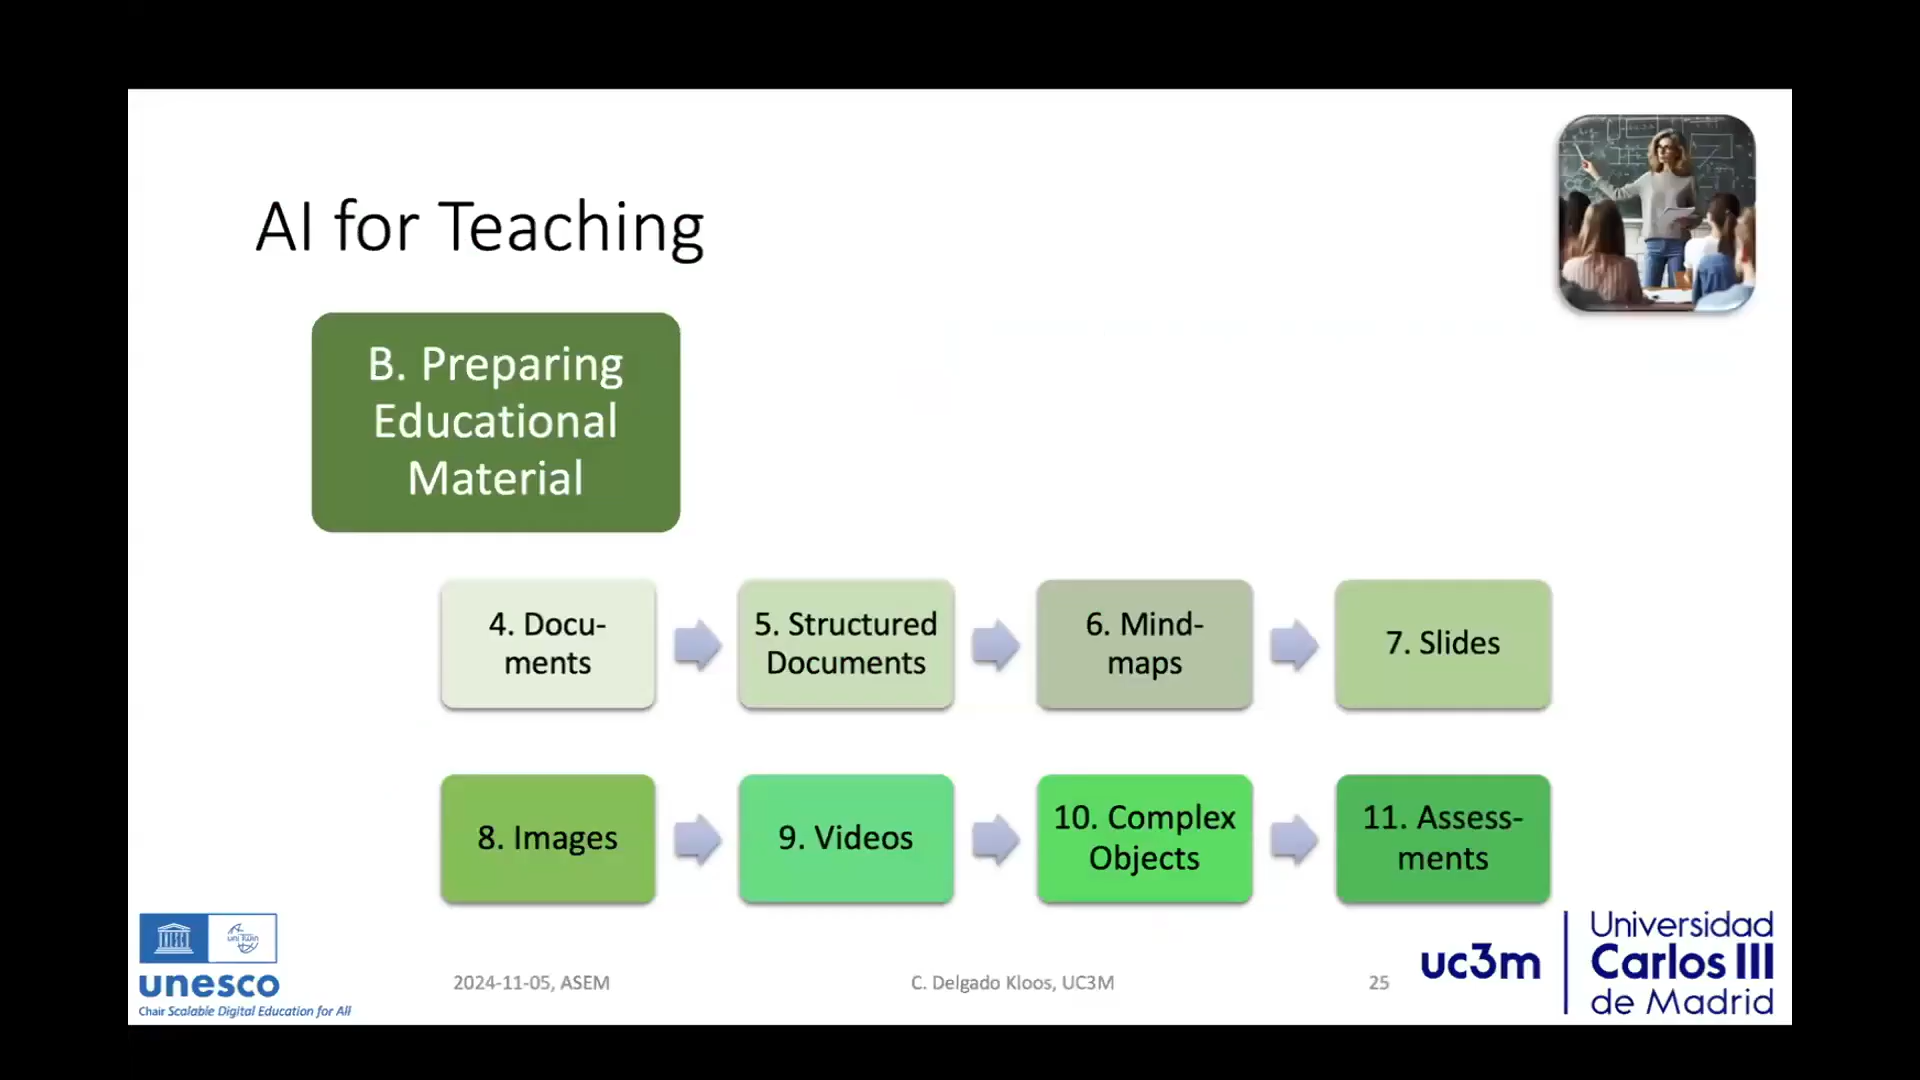 AI for Teaching
B. Preparing
Educational
Material
4. Docu-
ments
5. Structured
Documents
6. Mind-
maps
7. Slides
8. Images
9. Videos
10. Complex
Objects
11. Assess-
ments
uni Twin
unesco
Chair Scalable Digital Education for All
2024-11-05, ASEM
C. Delgado Kloos, UC3M
25
uc3m
Universidad
Carlos III
de Madrid